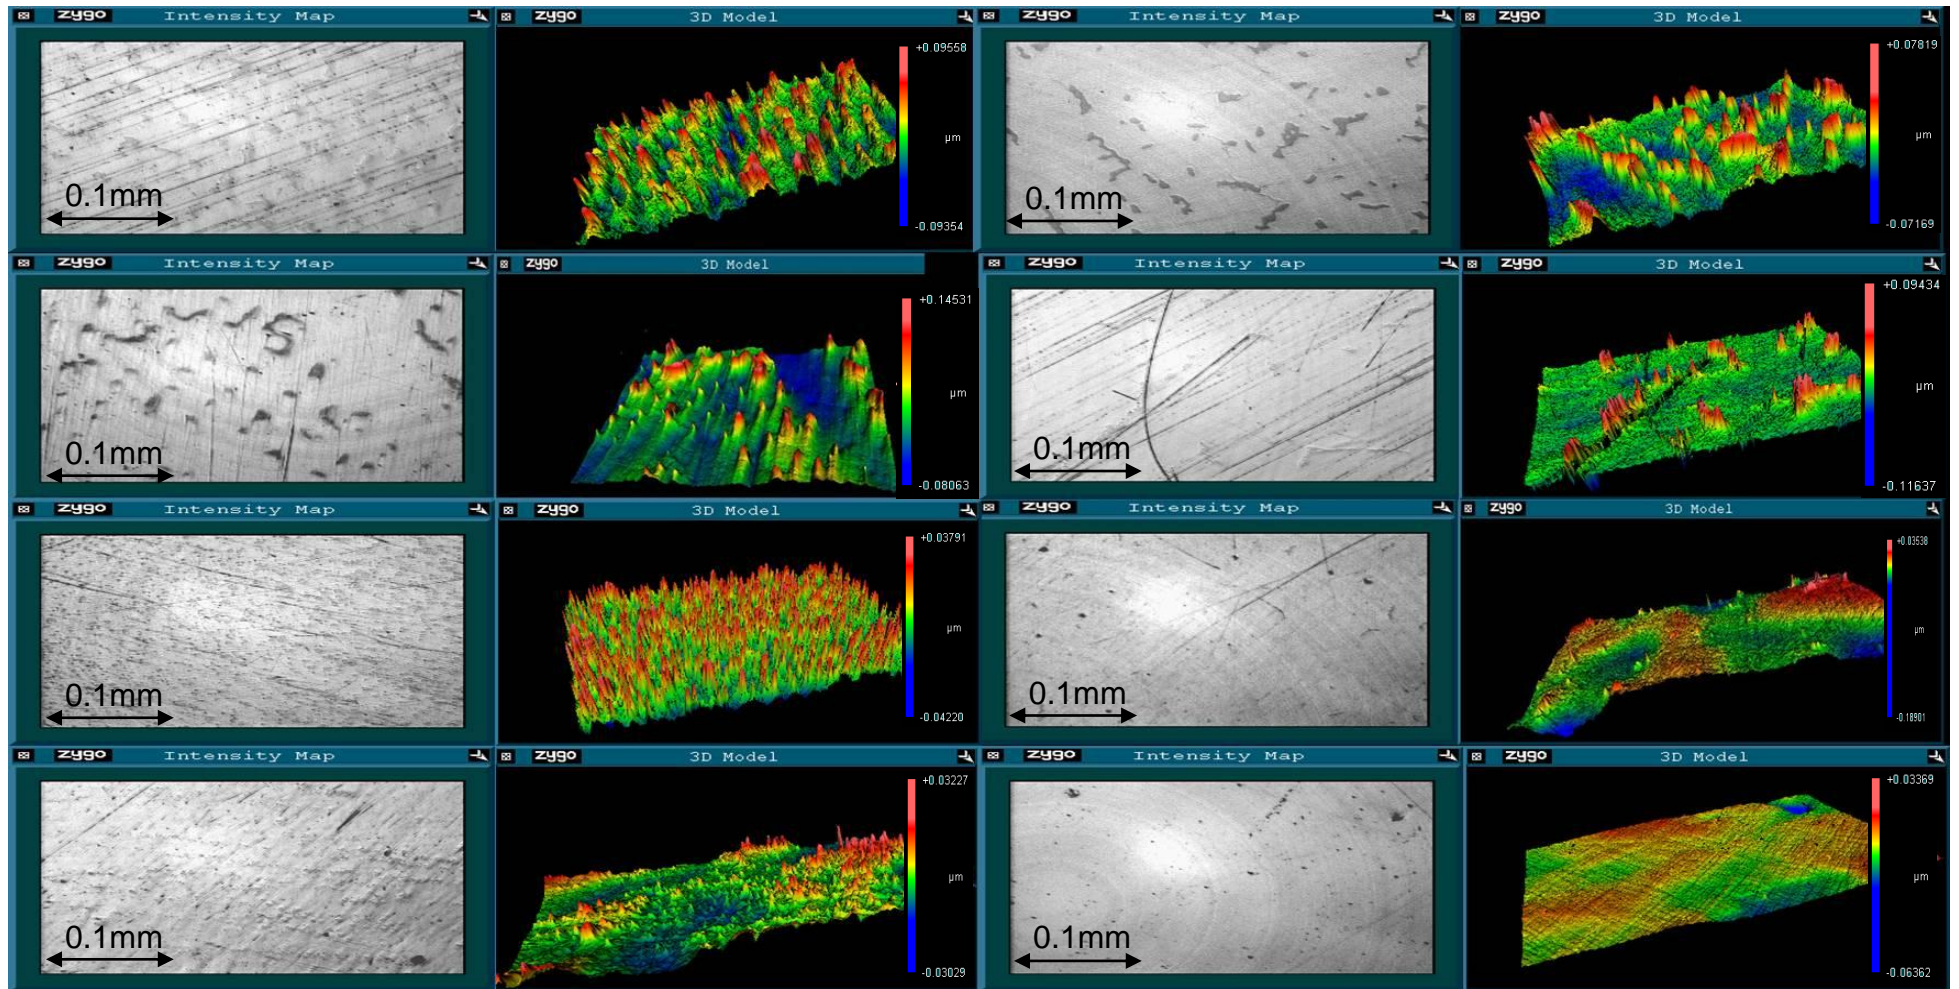 zygo Intensity Map
0.1mm
zygo 3D Model
+0.09558
µm
-0.09354
zygo Intensity Map
0.1mm
zygo 3D Model
+0.07819
µm
-0.07169
zygo Intensity Map
0.1mm
zygo 3D Model
+0.14531
µm
-0.08063
zygo Intensity Map
0.1mm
zygo 3D Model
+0.09434
µm
-0.11637
zygo Intensity Map
0.1mm
zygo 3D Model
+0.03791
µm
-0.04220
zygo Intensity Map
0.1mm
zygo 3D Model
+0.03538
µm
-0.18901
zygo Intensity Map
0.1mm
zygo 3D Model
+0.03227
µm
-0.03029
zygo Intensity Map
0.1mm
zygo 3D Model
+0.03369
µm
-0.06362